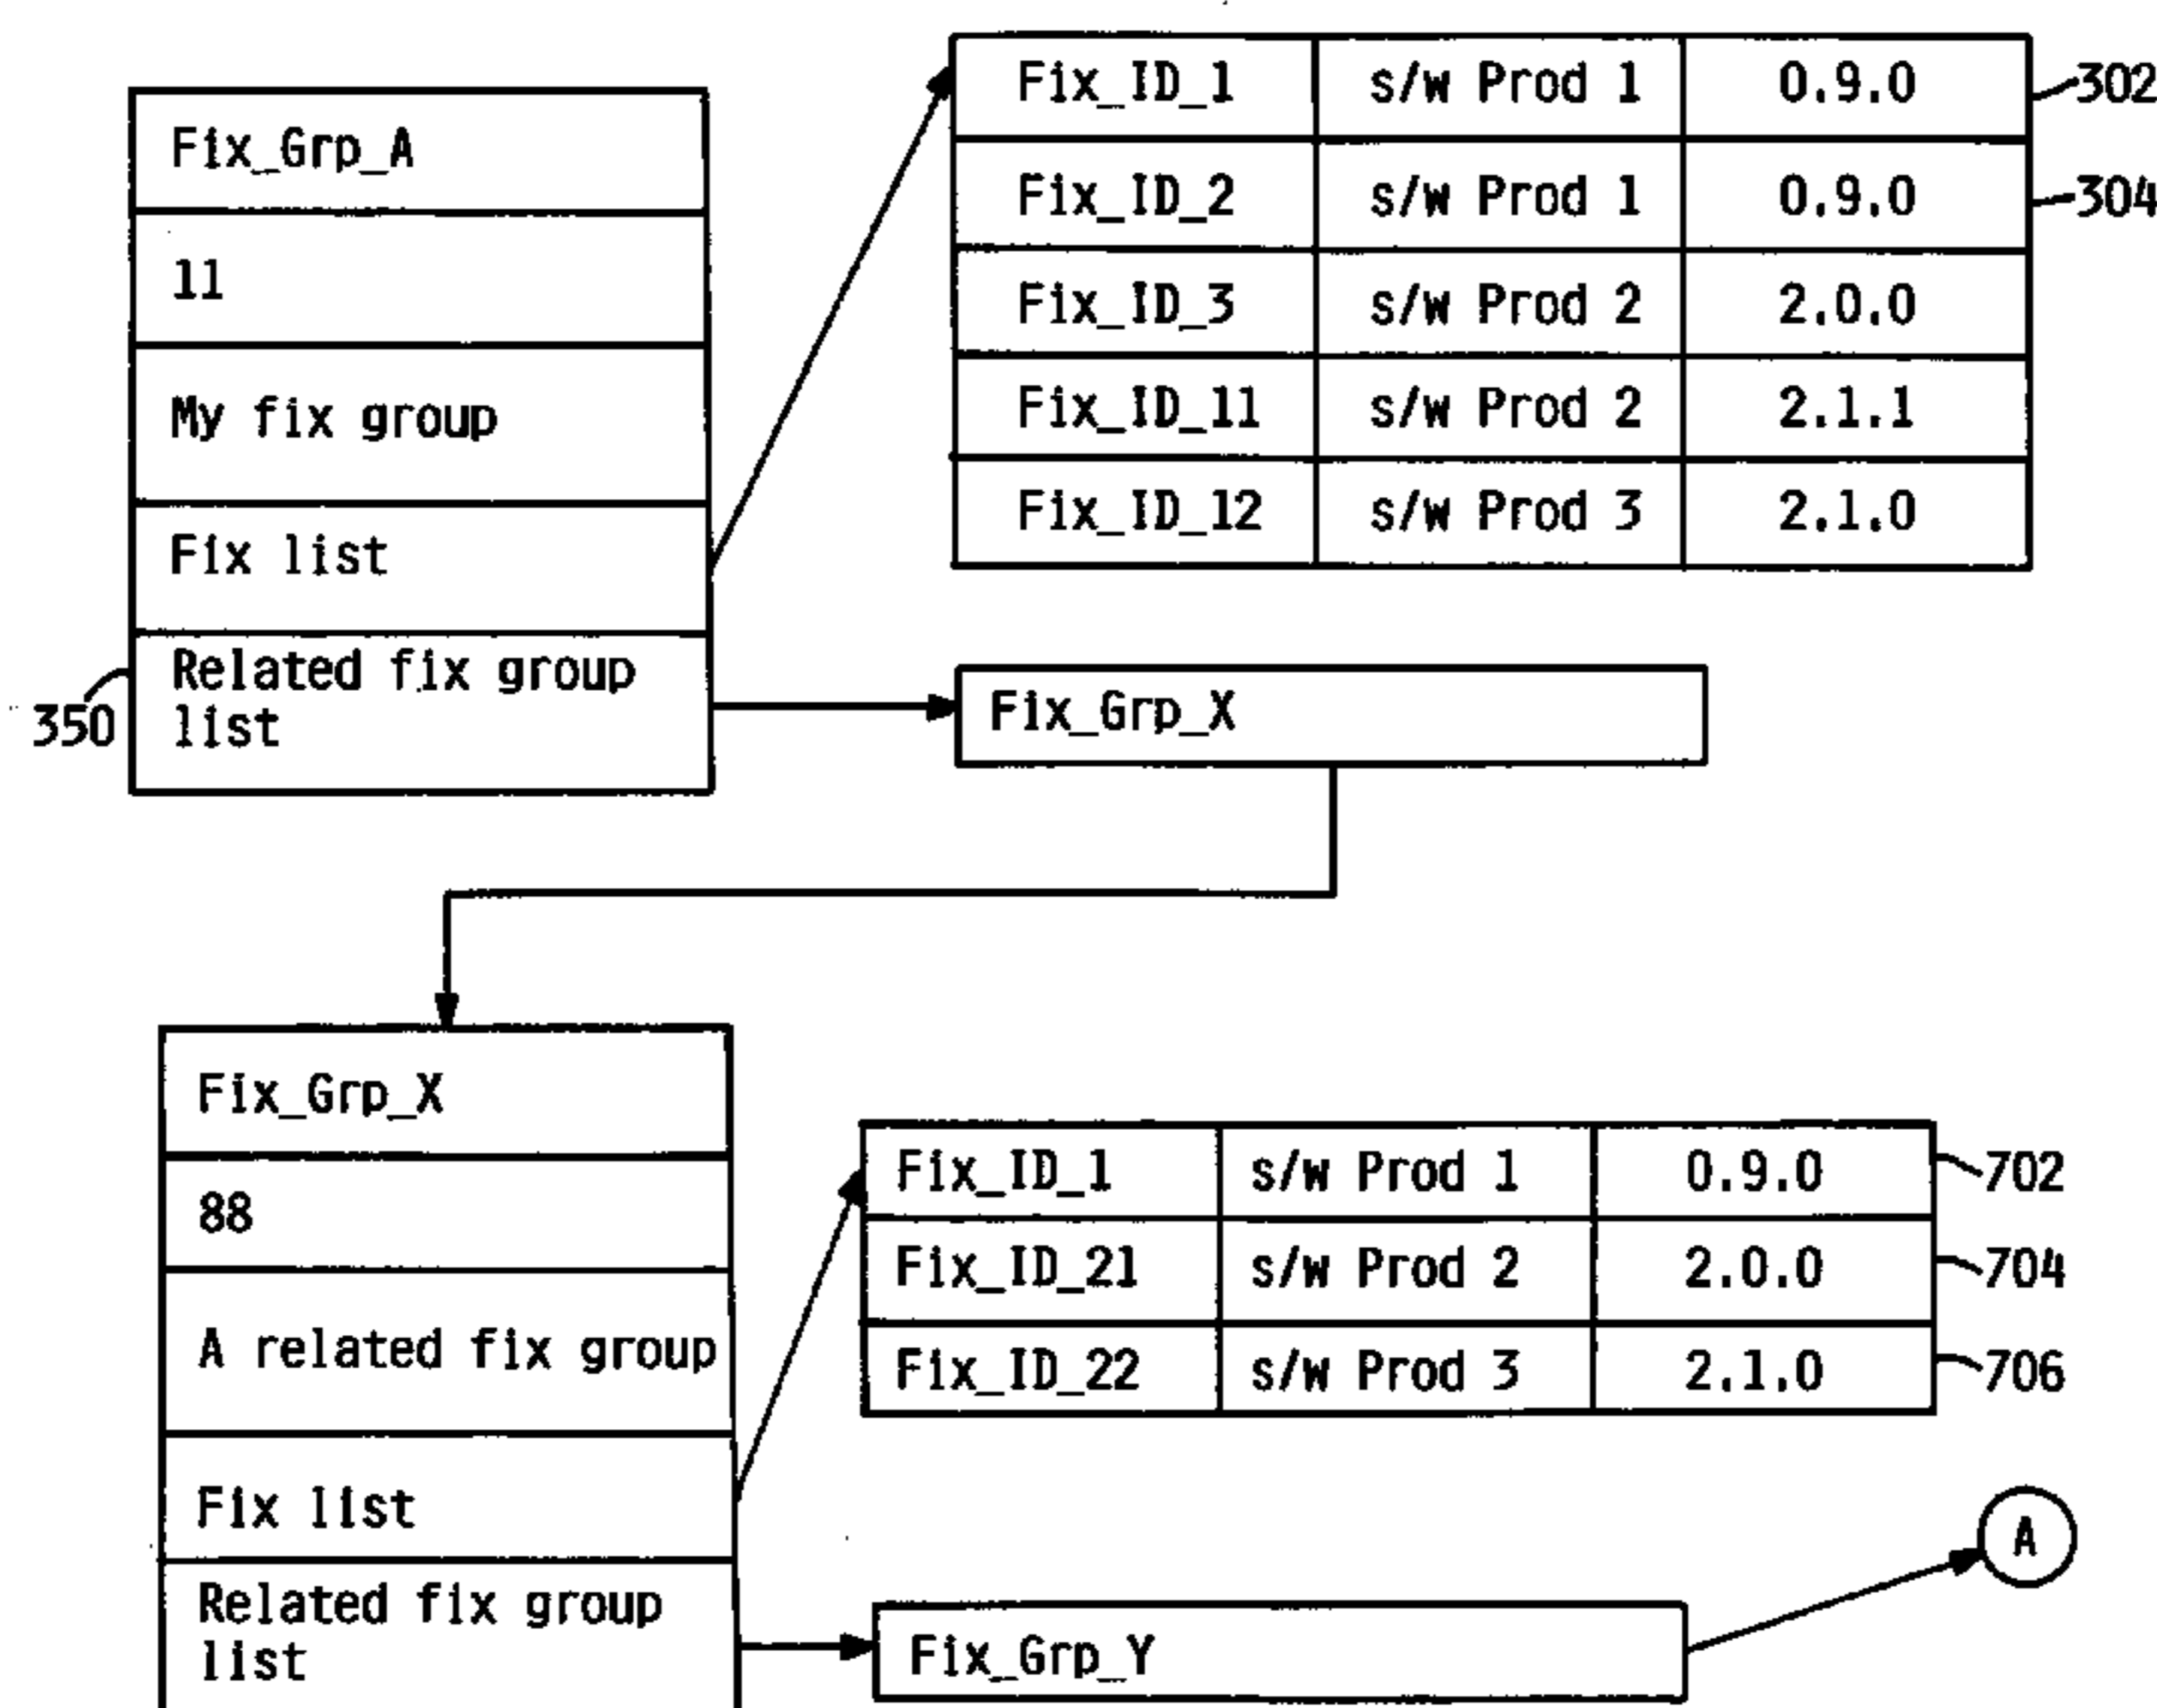 Fix_Grp_A
11
My fix group
Fix list
Related fix group
list
350
Fix_ID_1 s/w Prod 1 0.9.0 302
Fix_ID_2 s/w Prod 1 0.9.0 304
Fix_ID_3 s/w Prod 2 2.0.0
Fix_ID_11 s/w Prod 2 2.1.1
Fix_ID_12 s/w Prod 3 2.1.0
Fix_Grp_X
Fix_Grp_X
88
A related fix group
Fix list
Related fix group
list
Fix_ID_1 s/w Prod 1 0.9.0 702
Fix_ID_21 s/w Prod 2 2.0.0 704
Fix_ID_22 s/w Prod 3 2.1.0 706
Fix_Grp_Y
A